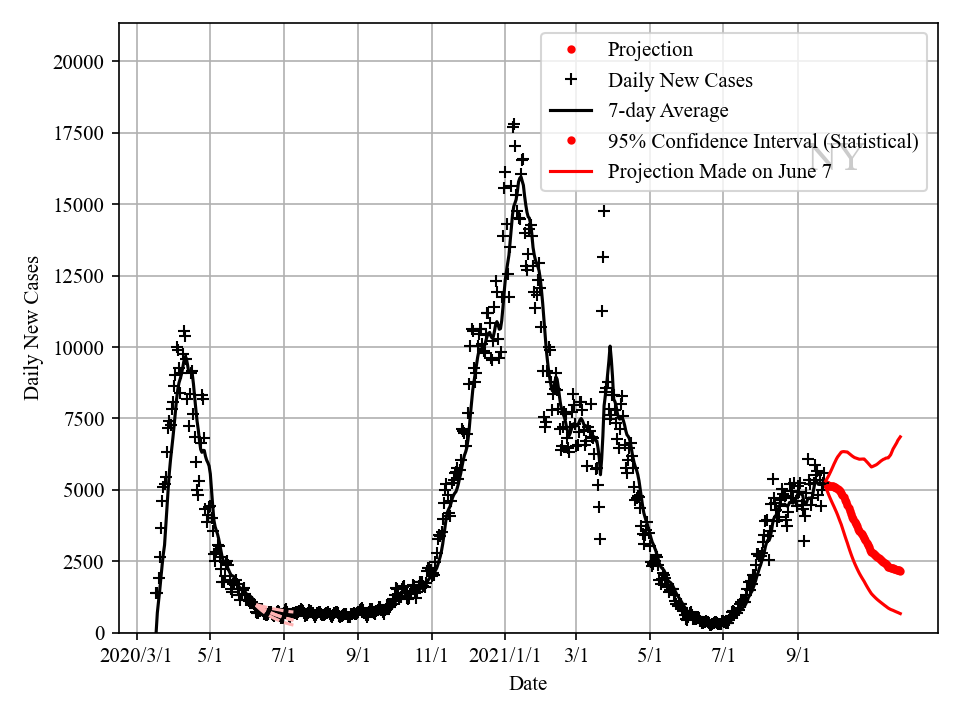 20000
17500
15000
12500
10000
7500
5000
2500
0
Daily New Cases
Projection
Daily New Cases
7-day Average
95% Confidence Interval (Statistical)
NY
Projection Made on June 7
2020/3/1 5/1 7/1 9/1 11/1 2021/1/1 3/1 5/1 7/1 9/1
Date